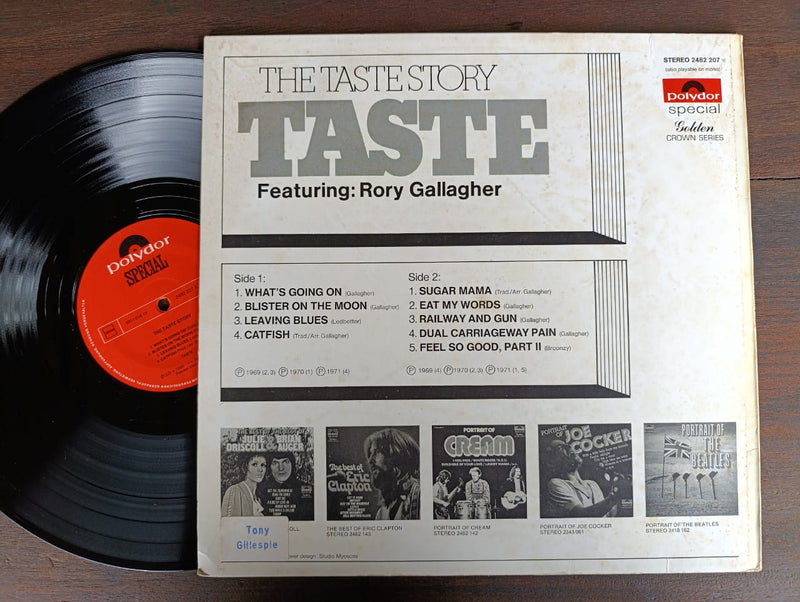 STEREO 2482 207
(also playable on mono)
Polydor
special
Golden
CROWN SERIES
THE TASTE STORY
TASTE
Featuring: Rory Gallagher
Side 1:
1. WHAT'S GOING ON (Gallagher)
2. BLISTER ON THE MOON (Gallagher)
3. LEAVING BLUES (Ledbetter)
4. CATFISH (Trad./Arr. Gallagher)
Ⓟ 1969 (2, 3) Ⓟ 1970 (1) Ⓟ 1971 (4)
Side 2:
1. SUGAR MAMA (Trad./Arr. Gallagher)
2. EAT MY WORDS (Gallagher)
3. RAILWAY AND GUN (Gallagher)
4. DUAL CARRIAGEWAY PAIN (Gallagher)
5. FEEL SO GOOD, PART II (Broonzy)
Ⓟ 1969 (4) Ⓟ 1970 (2, 3) Ⓟ 1971 (1, 5)
Polydor
SPECIAL
THE TASTE STORY
JULIE BRIAN
DRISCOLL AUGER
The best of
Eric
Clapton
PORTRAIT OF
CREAM
PORTRAIT OF
JOE
COCKER
PORTRAIT OF
THE
BEATLES
THE BEST OF ERIC CLAPTON
STEREO 2482 143
PORTRAIT OF CREAM
STEREO 2482 142
PORTRAIT OF JOE COCKER
STEREO 2343 061
PORTRAIT OF THE BEATLES
STEREO 2418 162
Tony
Gillespie
design: Studio